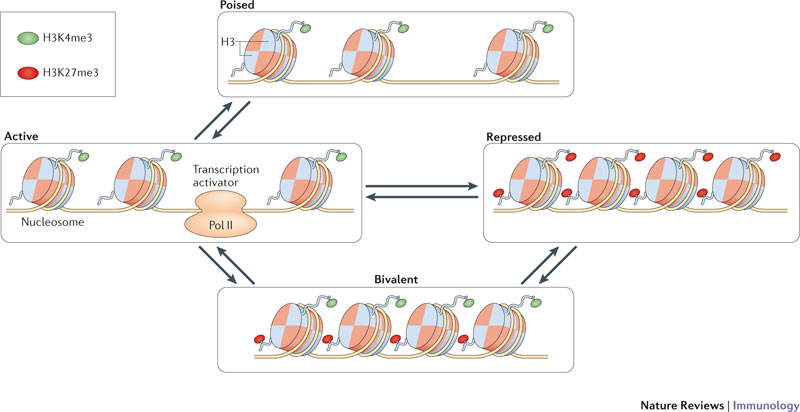 Poised
H3K4me3
H3
H3K27me3
Active
Repressed
Transcription
activator
Nucleosome
Pol II
Bivalent
Nature Reviews | Immunology